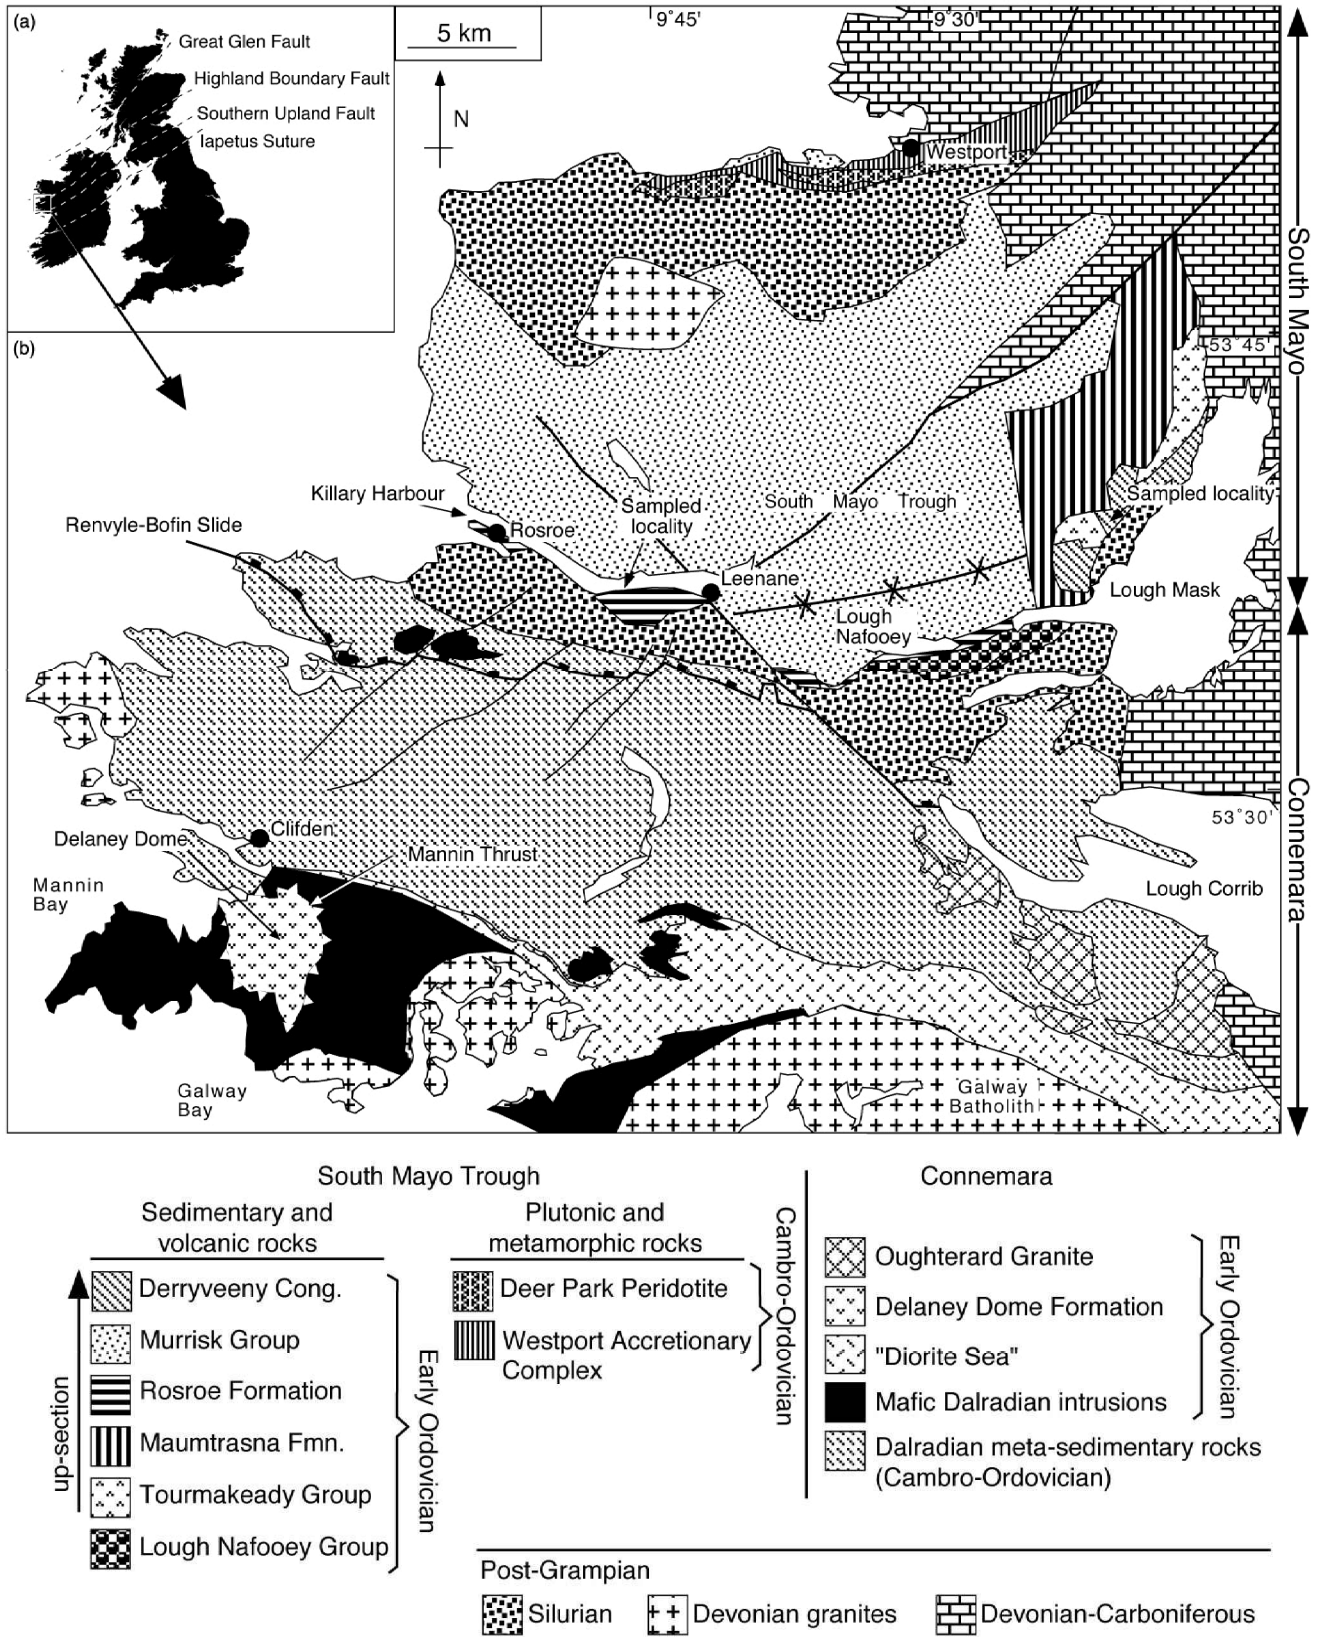 (a)
Great Glen Fault
Highland Boundary Fault
Southern Upland Fault
Iapetus Suture
5 km
N
9°45'
9°30'
Westport
South Mayo
53°45'
(b)
Killary Harbour
Renvyle-Bofin Slide
Rosroe
Sampled
locality
South Mayo Trough
Sampled locality
Leenane
Lough
Nafooey
Lough Mask
Connemara
53°30'
Clifden
Delaney Dome
Mannin Thrust
Mannin
Bay
Lough Corrib
Galway
Bay
Galway
Batholith
South Mayo Trough
Sedimentary and
volcanic rocks
up-section
Derryveeny Cong.
Murrisk Group
Rosroe Formation
Maumtrasna Fmn.
Tourmakeady Group
Lough Nafooey Group
Early Ordovician
Plutonic and
metamorphic rocks
Deer Park Peridotite
Westport Accretionary
Complex
Cambro-Ordovician
Connemara
Oughterard Granite
Delaney Dome Formation
"Diorite Sea"
Mafic Dalradian intrusions
Dalradian meta-sedimentary rocks
(Cambro-Ordovician)
Early Ordovician
Post-Grampian
Silurian
Devonian granites
Devonian-Carboniferous